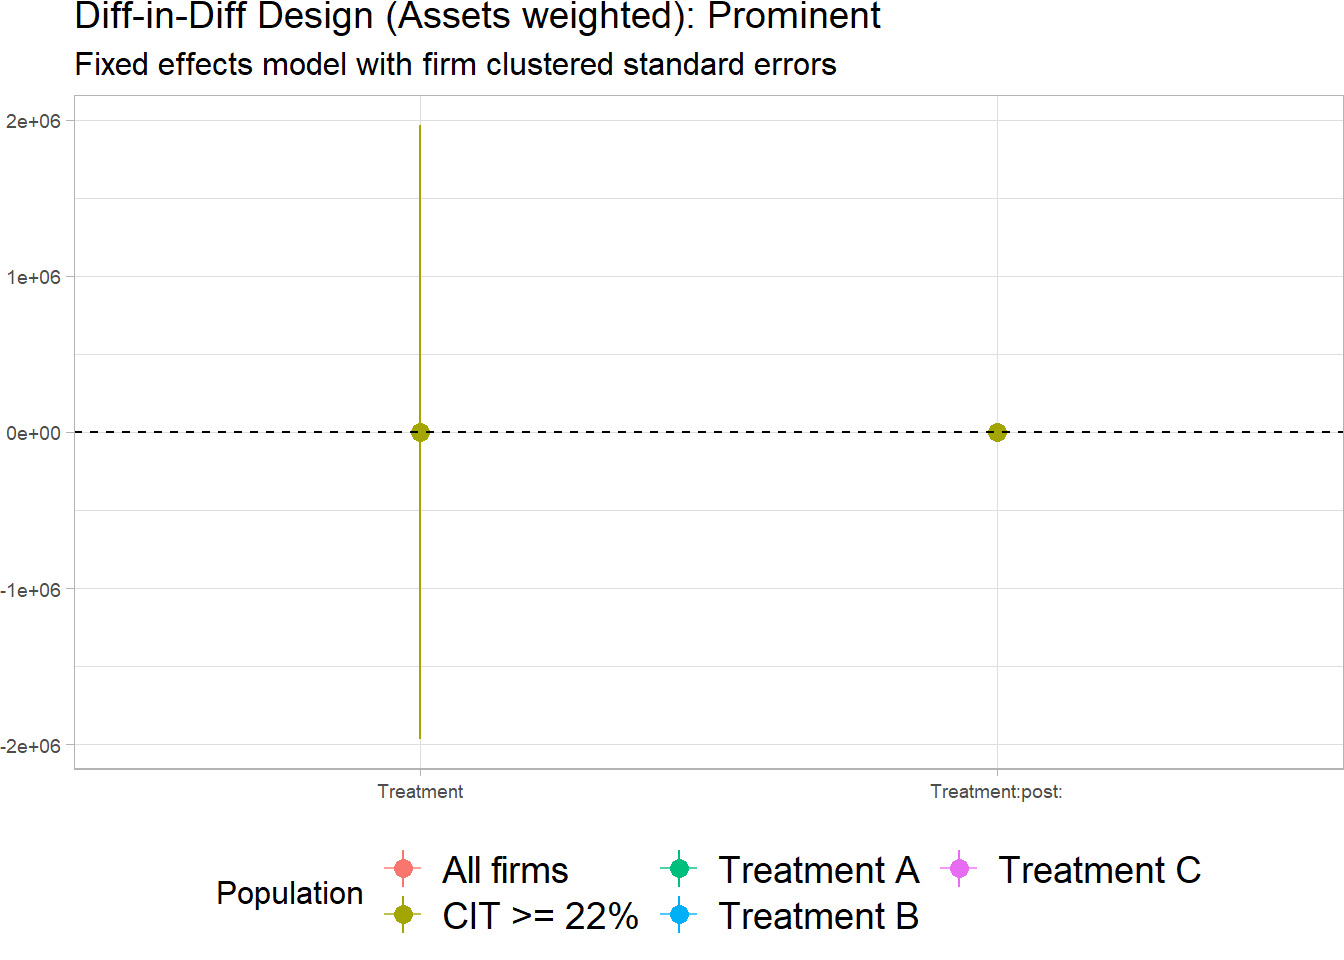 Diff-in-Diff Design (Assets weighted): Prominent
Fixed effects model with firm clustered standard errors
2e+06
1e+06
0e+00
-1e+06
-2e+06
Treatment
Treatment:post:
Population
All firms
CIT >= 22%
Treatment A
Treatment B
Treatment C